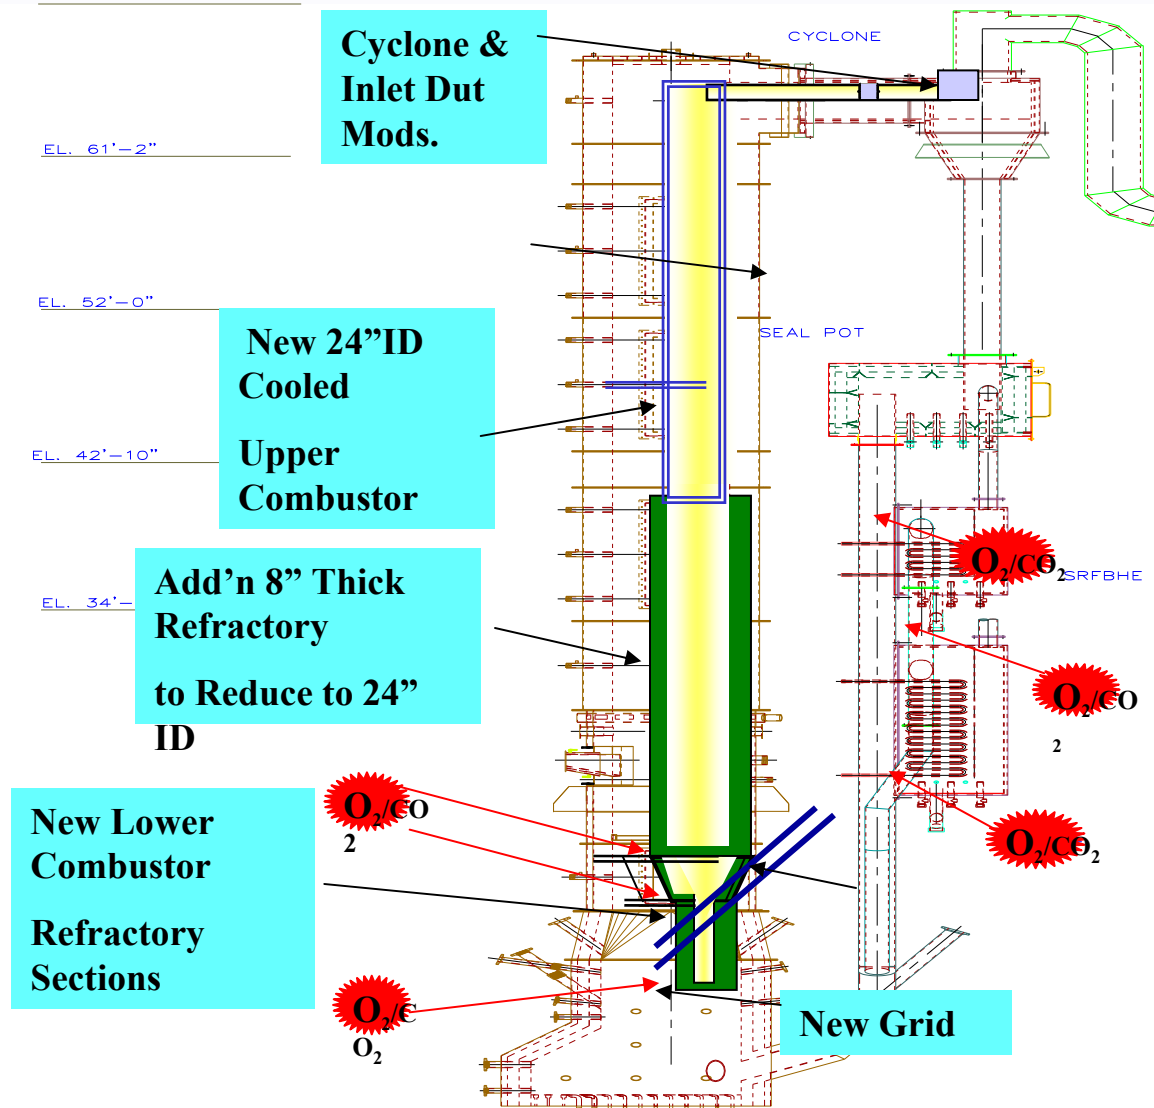 Cyclone &
Inlet Dut
Mods.
CYCLONE
EL. 61'-2"
EL. 52'-0"
SEAL POT
New 24”ID
Cooled
Upper
Combustor
EL. 42'-10"
Add’n 8” Thick
Refractory
to Reduce to 24”
ID
EL. 34'-
O2/CO2
SRFBHE
O2/CO
2
O2/CO
2
O2/CO2
New Lower
Combustor
Refractory
Sections
O2/C
O2
New Grid